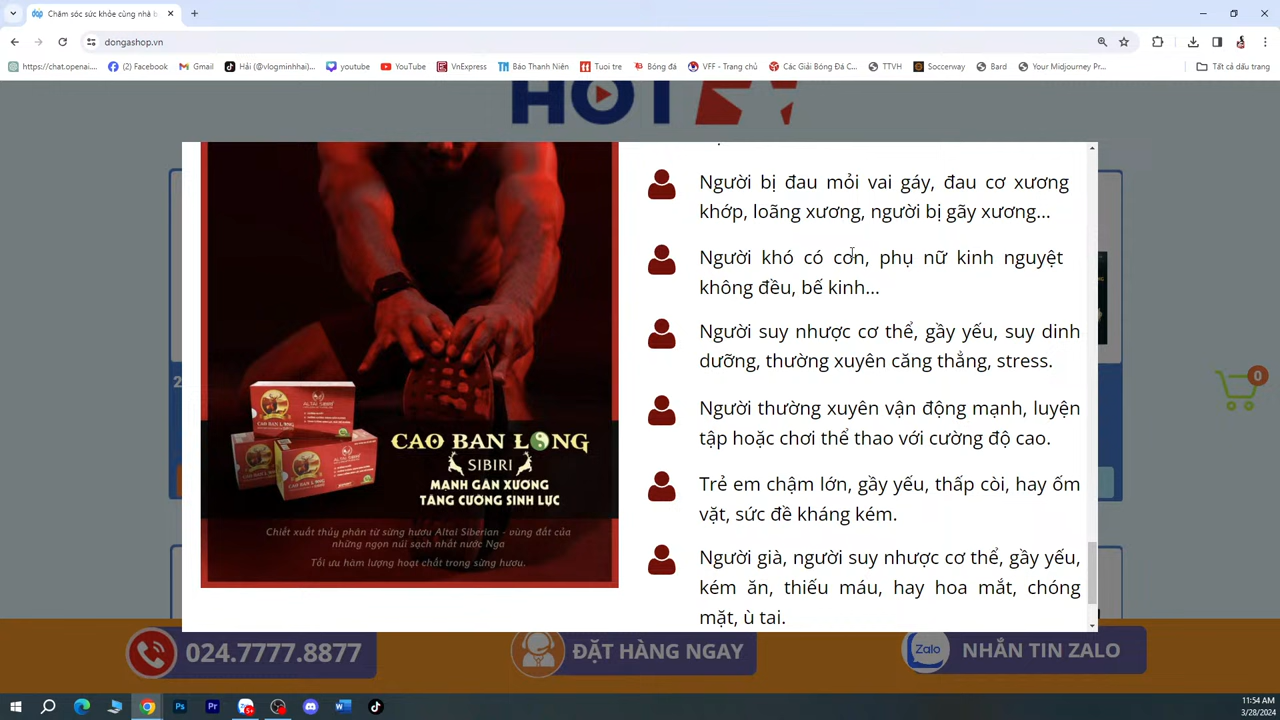 Chăm sóc sức khỏe cùng nhà b
dongashop.vn
https://chat.openai....
(2) Facebook
Gmail
Hải (@vlogminhhai)...
youtube
YouTube
VnExpress
Báo Thanh Niên
Tuoi tre
Bóng đá
VFF - Trang chủ
Các Giải Bóng Đá C...
TTVH
Soccerway
Bard
Your Midjourney Pr...
Tất cả dấu trang
HOT
Người bị đau mỏi vai gáy, đau cơ xương
khớp, loãng xương, người bị gãy xương...
Người khó có con, phụ nữ kinh nguyệt
không đều, bế kinh...
Người suy nhược cơ thể, gầy yếu, suy dinh
dưỡng, thường xuyên căng thẳng, stress.
Người thường xuyên vận động mạnh, luyện
tập hoặc chơi thể thao với cường độ cao.
Trẻ em chậm lớn, gầy yếu, thấp còi, hay ốm
vặt, sức đề kháng kém.
Người già, người suy nhược cơ thể, gầy yếu,
kém ăn, thiếu máu, hay hoa mắt, chóng
mặt, ù tai.
ALTAI SIBIRI
CAO BAN LONG
CAO BAN LONG
SIBIRI
MẠNH GÂN XƯƠNG
TĂNG CƯỜNG SINH LỰC
Chiết xuất thủy phân từ sừng hươu Altai Siberian - vùng đất của
những ngọn núi sạch nhất nước Nga
Tối ưu hàm lượng hoạt chất trong sừng hươu.
0
024.7777.8877
ĐẶT HÀNG NGAY
Zalo
NHẮN TIN ZALO
11:54 AM
3/28/2024